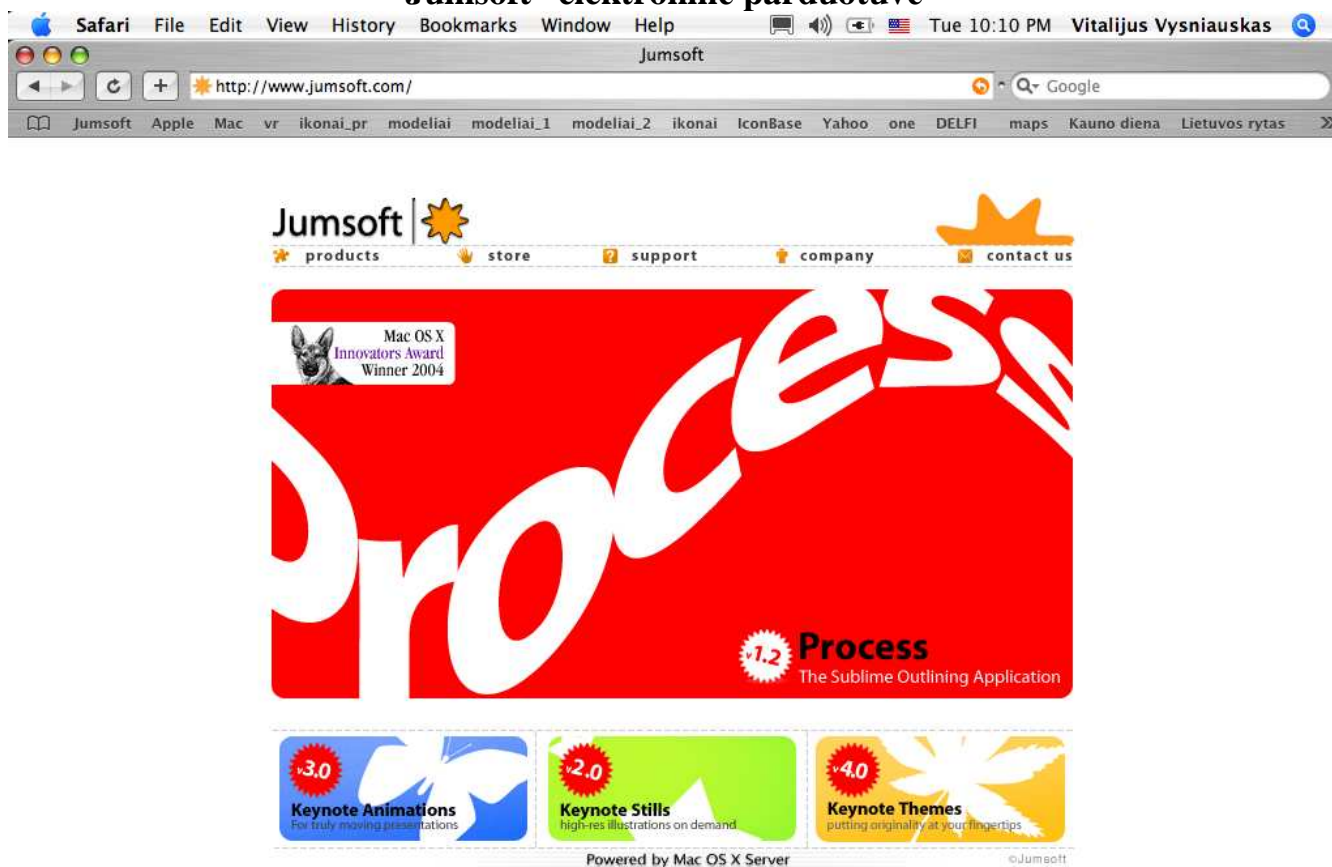 Jumsoft elektroninė parduotuvė
Safari File Edit View History Bookmarks Window Help Tue 10:10 PM Vitalijus Vysniauskas
Jumsoft
http://www.jumsoft.com/ Google
Jumsoft Apple Mac vr ikonai_pr modeliai modeliai_1 modeliai_2 ikonai IconBase Yahoo one DELFI maps Kauno diena Lietuvos rytas
Jumsoft
products store support company contact us
Mac OS X
Innovators Award
Winner 2004
Process
v1.2 Process
The Sublime Outlining Application
v3.0 v2.0 v4.0
Keynote Animations Keynote Stills Keynote Themes
For truly moving presentations high-res illustrations on demand putting originality at your fingertips
Powered by Mac OS X Server ©Jumsoft